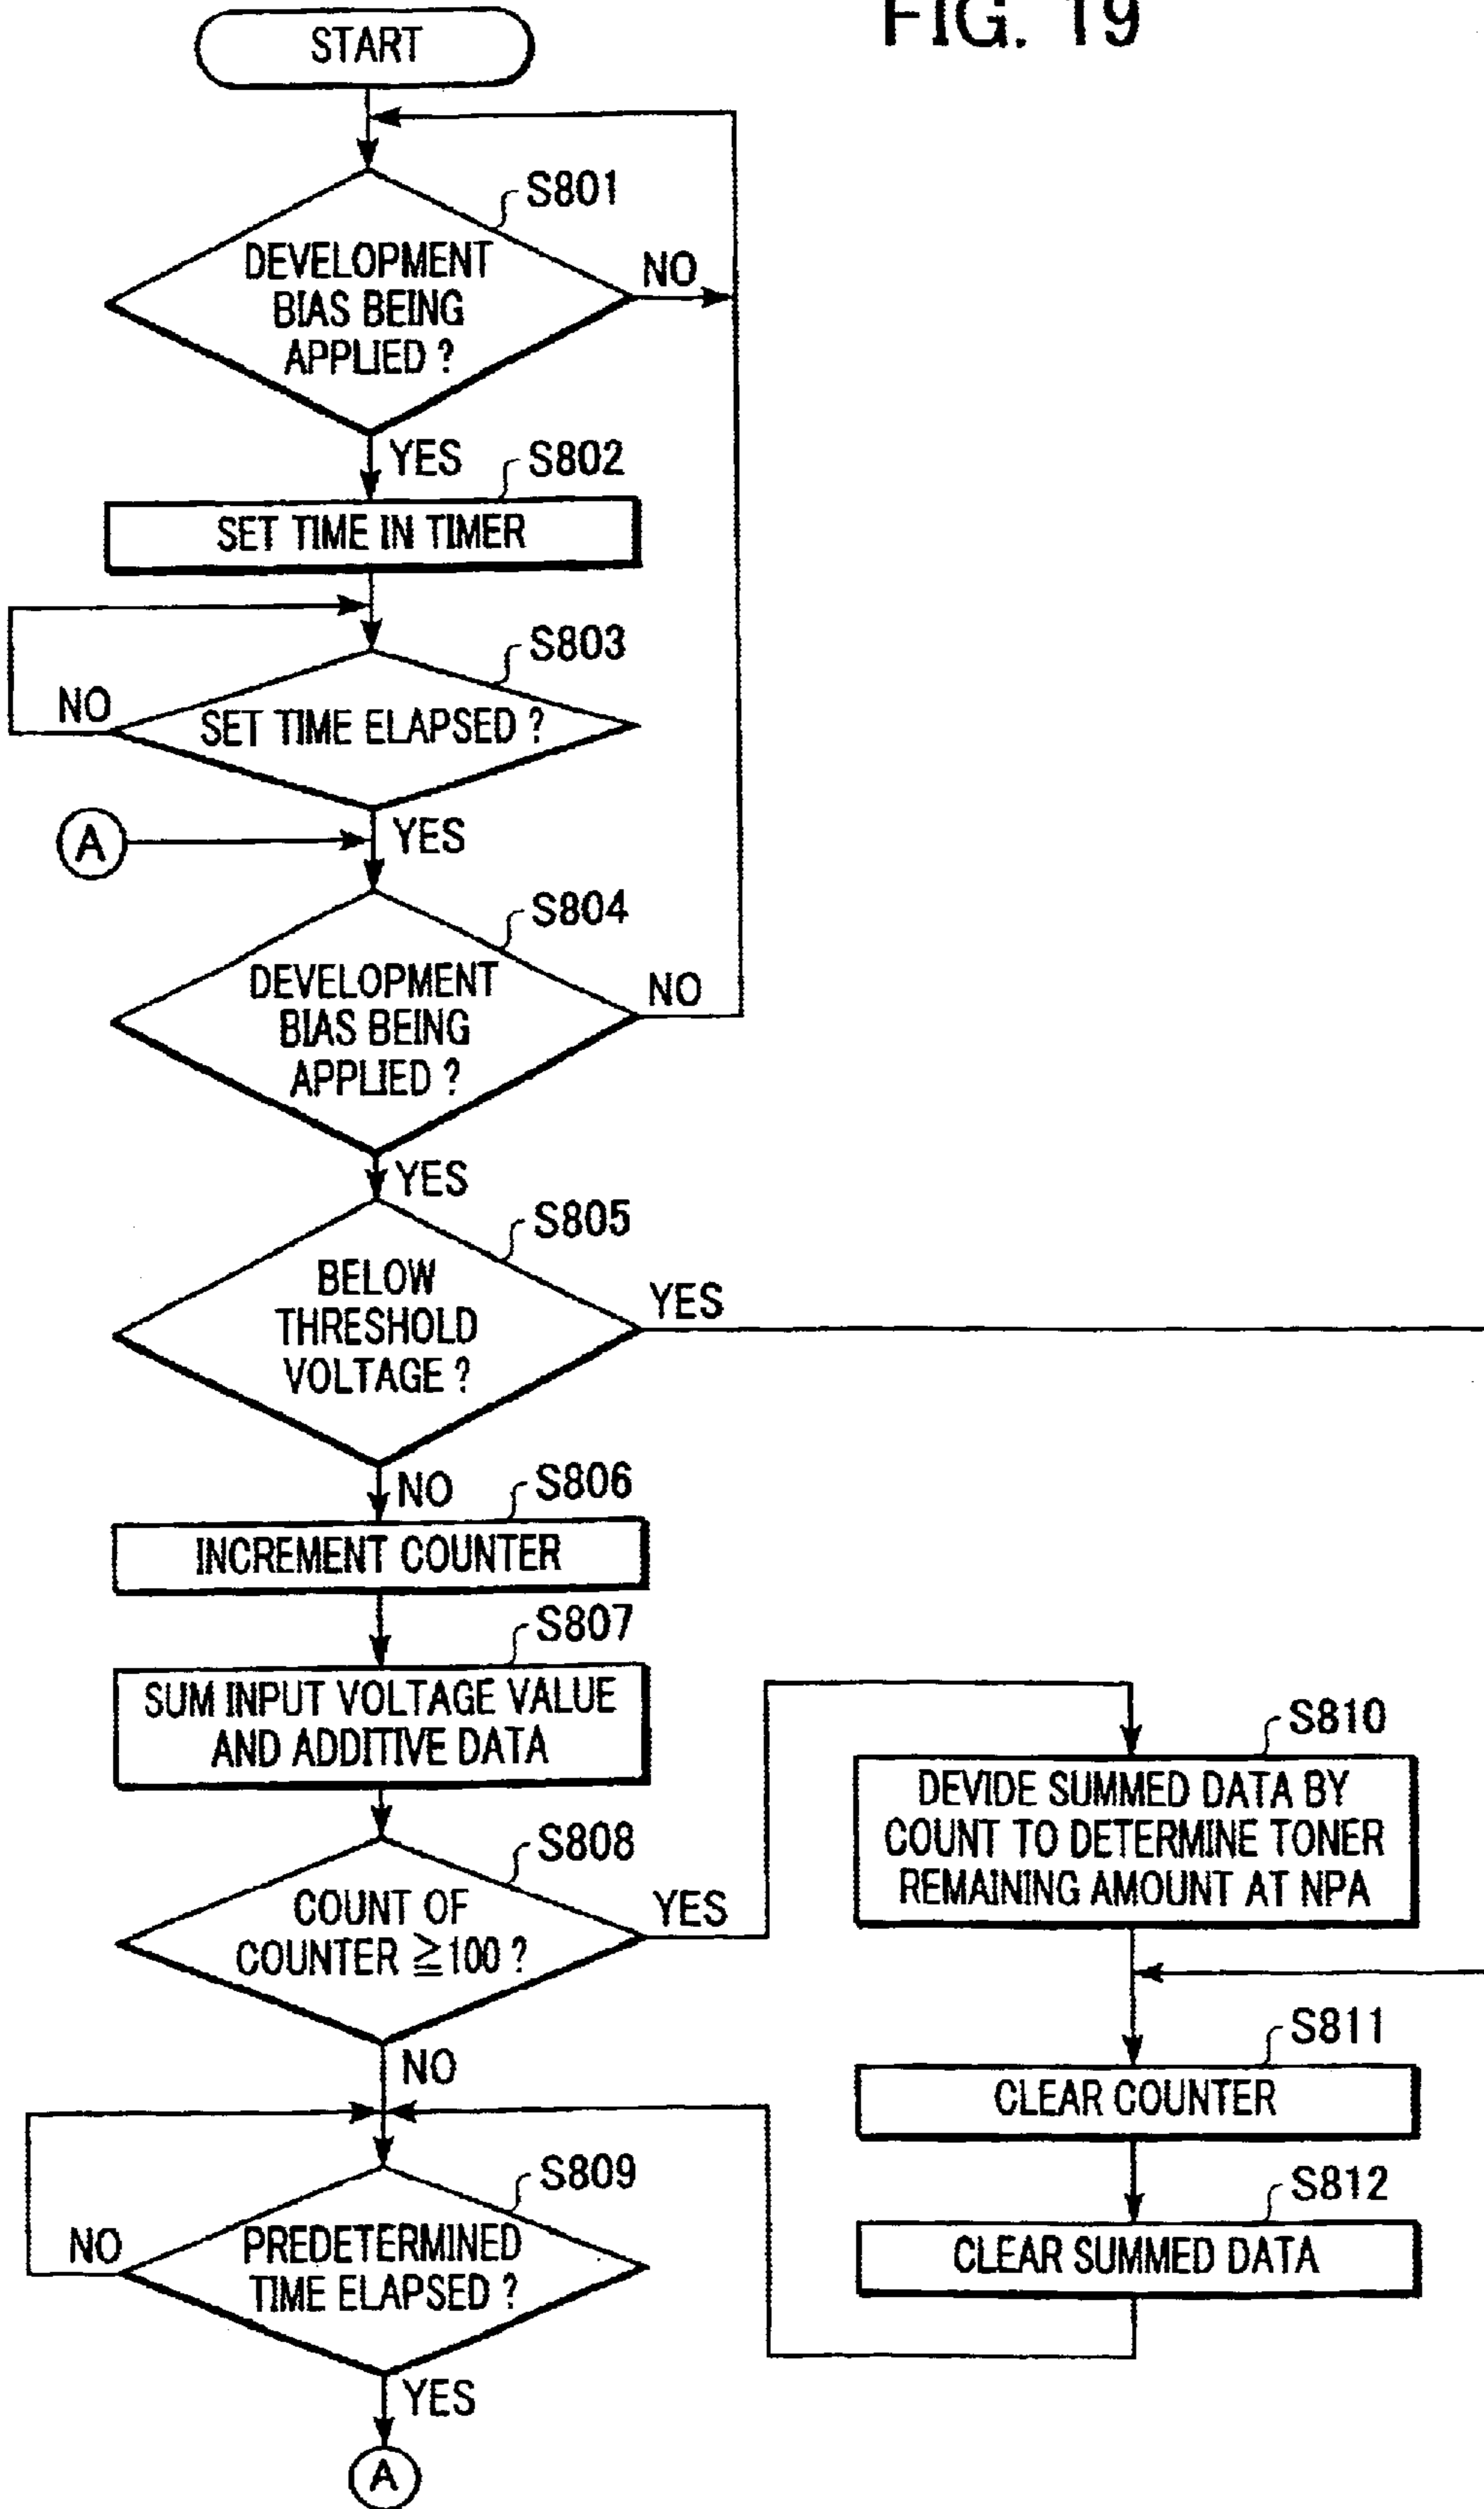 FIG. 19
START
S801
DEVELOPMENT
BIAS BEING
APPLIED ?
NO
YES
S802
SET TIME IN TIMER
S803
NO
SET TIME ELAPSED ?
A
YES
S804
DEVELOPMENT
BIAS BEING
APPLIED ?
NO
YES
S805
BELOW
THRESHOLD
VOLTAGE ?
YES
NO
S806
INCREMENT COUNTER
S807
SUM INPUT VOLTAGE VALUE
AND ADDITIVE DATA
S808
COUNT OF
COUNTER ≧100 ?
YES
NO
S809
NO
PREDETERMINED
TIME ELAPSED ?
YES
A
S810
DEVIDE SUMMED DATA BY
COUNT TO DETERMINE TONER
REMAINING AMOUNT AT NPA
S811
CLEAR COUNTER
S812
CLEAR SUMMED DATA